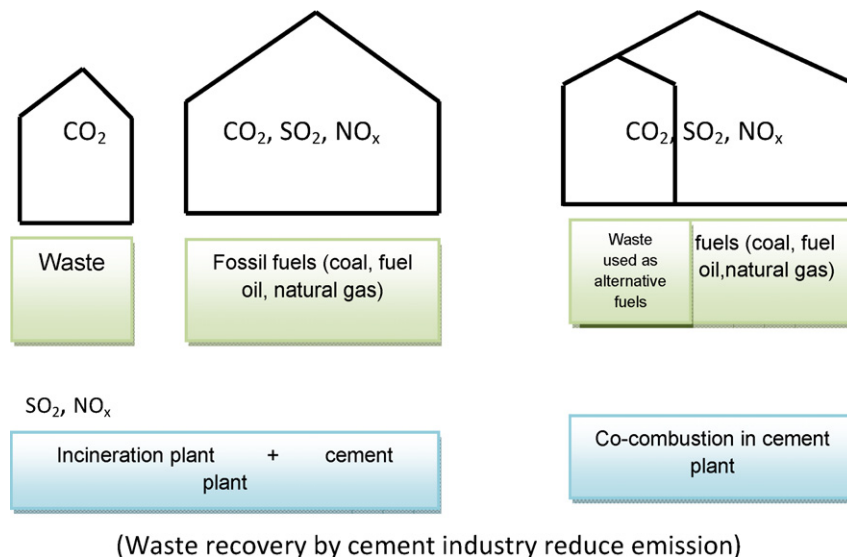 CO₂
CO₂, SO₂, NOₓ
CO₂, SO₂, NOₓ
Waste
Fossil fuels (coal, fuel
oil, natural gas)
Waste
used as
alternative
fuels
fuels (coal, fuel
oil,natural gas)
SO₂, NOₓ
Incineration plant + cement
plant
Co-combustion in cement
plant
(Waste recovery by cement industry reduce emission)